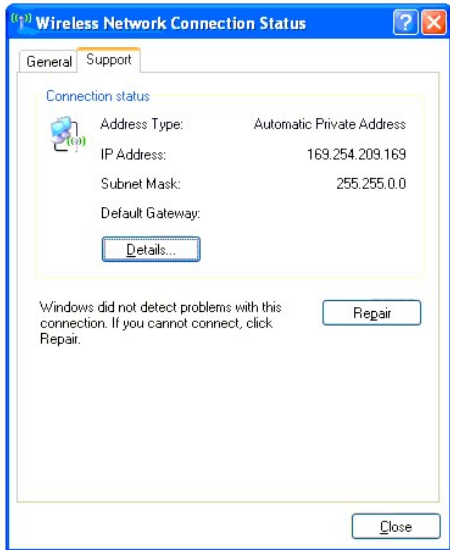 Wireless Network Connection Status
General
Support
Connection status
Address Type: Automatic Private Address
IP Address: 169.254.209.169
Subnet Mask: 255.255.0.0
Default Gateway:
Details...
Windows did not detect problems with this
connection. If you cannot connect, click
Repair.
Repair
Close